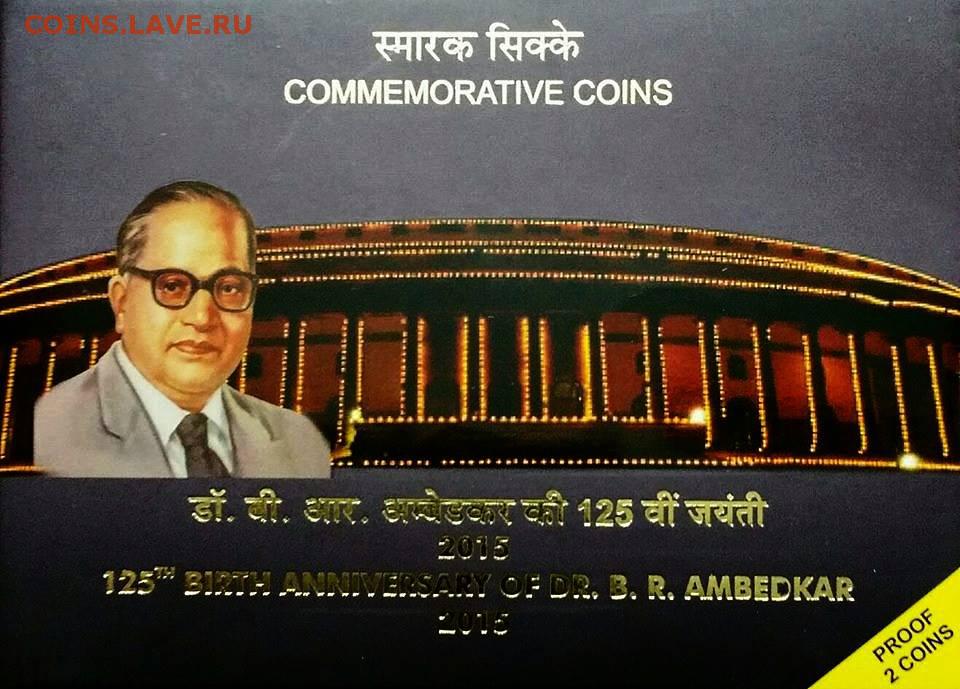 COINS.LAVE.RU
स्मारक सिक्के
COMMEMORATIVE COINS
डॉ. बी. आर. अम्बेडकर की 125 वीं जयंती
2015
125TH BIRTH ANNIVERSARY OF DR. B. R. AMBEDKAR
2015
PROOF
2 COINS